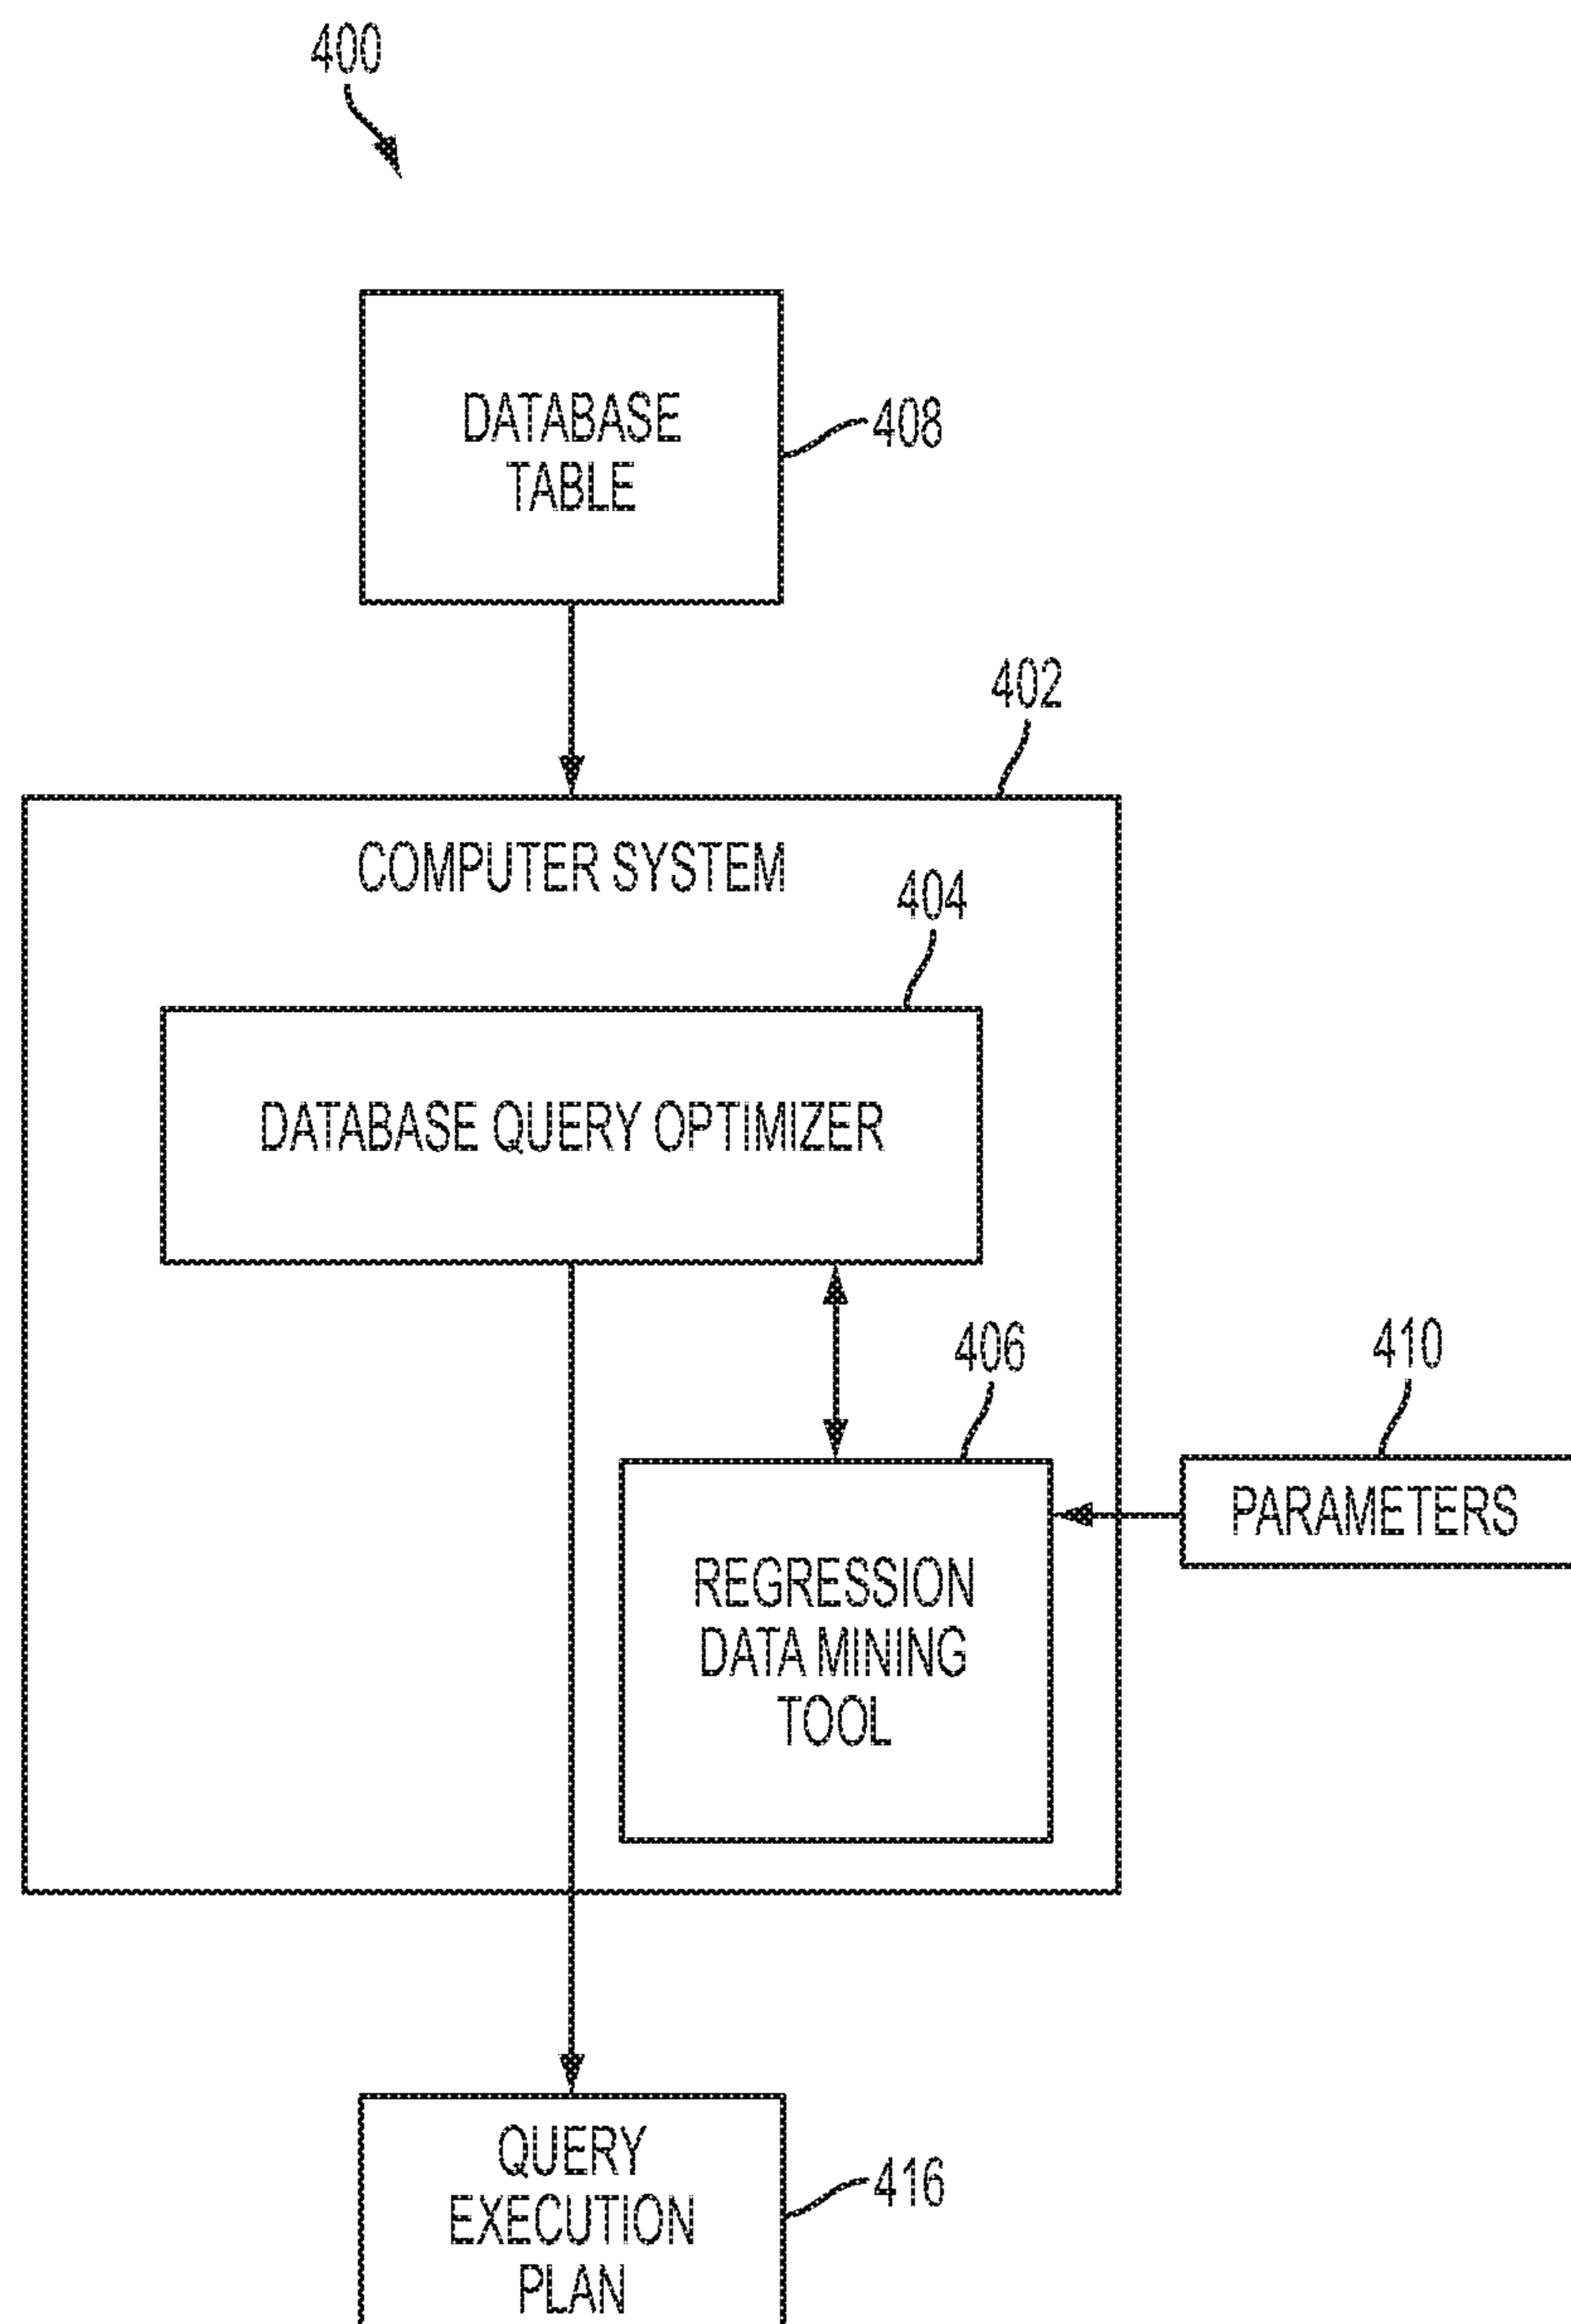 400
DATABASE
TABLE
408
402
COMPUTER SYSTEM
404
DATABASE QUERY OPTIMIZER
406
410
PARAMETERS
REGRESSION
DATA MINING
TOOL
QUERY
EXECUTION
PLAN
416